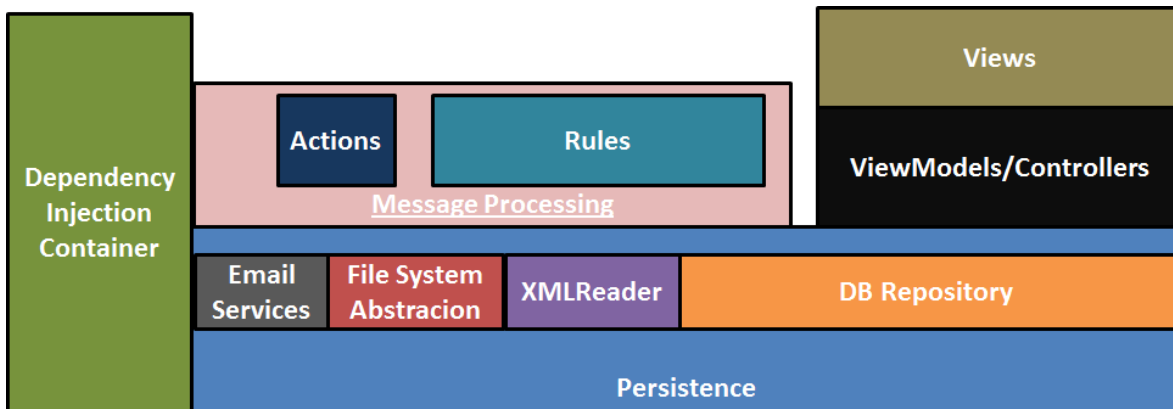 Views
Actions
Rules
ViewModels/Controllers
Dependency
Injection
Container
Message Processing
Email
Services
File System
Abstracion
XMLReader
DB Repository
Persistence